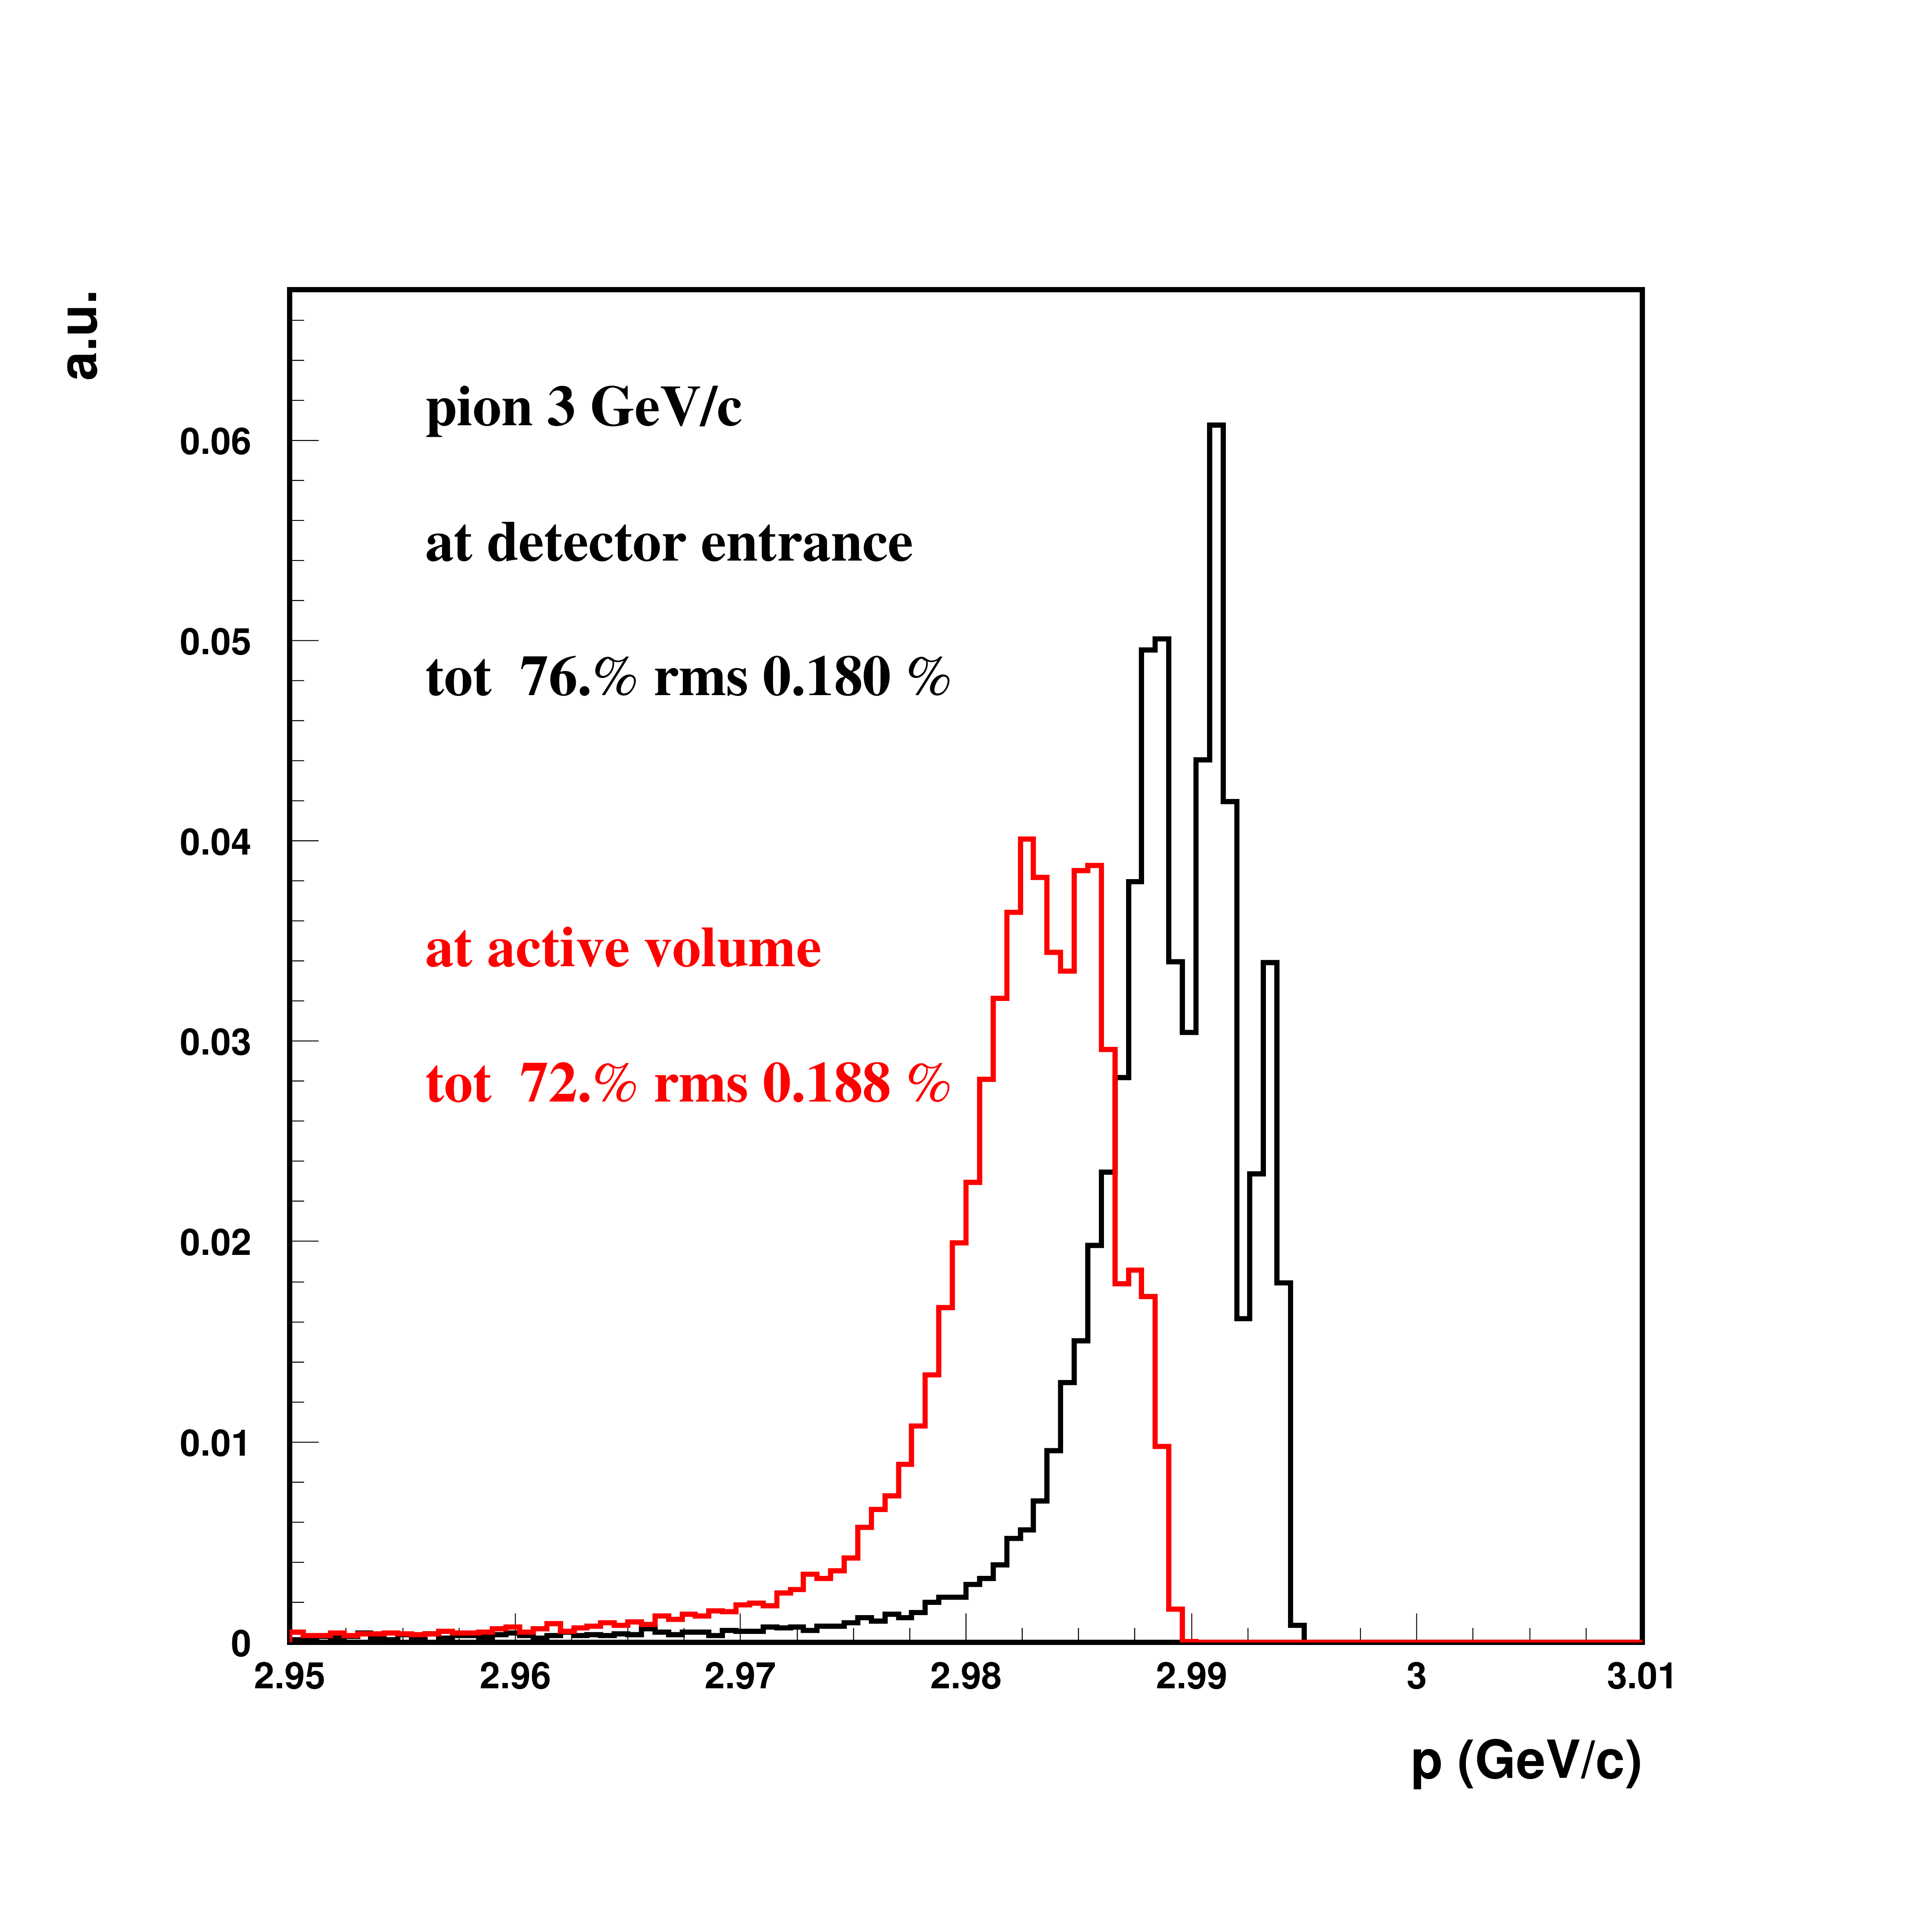 a.u.
pion 3 GeV/c
0.06
at detector entrance
0.05
tot 76.% rms 0.180 %
0.04
at active volume
0.03
tot 72.% rms 0.188 %
0.02
0.01
0
2.95 2.96 2.97 2.98 2.99 3 3.01
p (GeV/c)